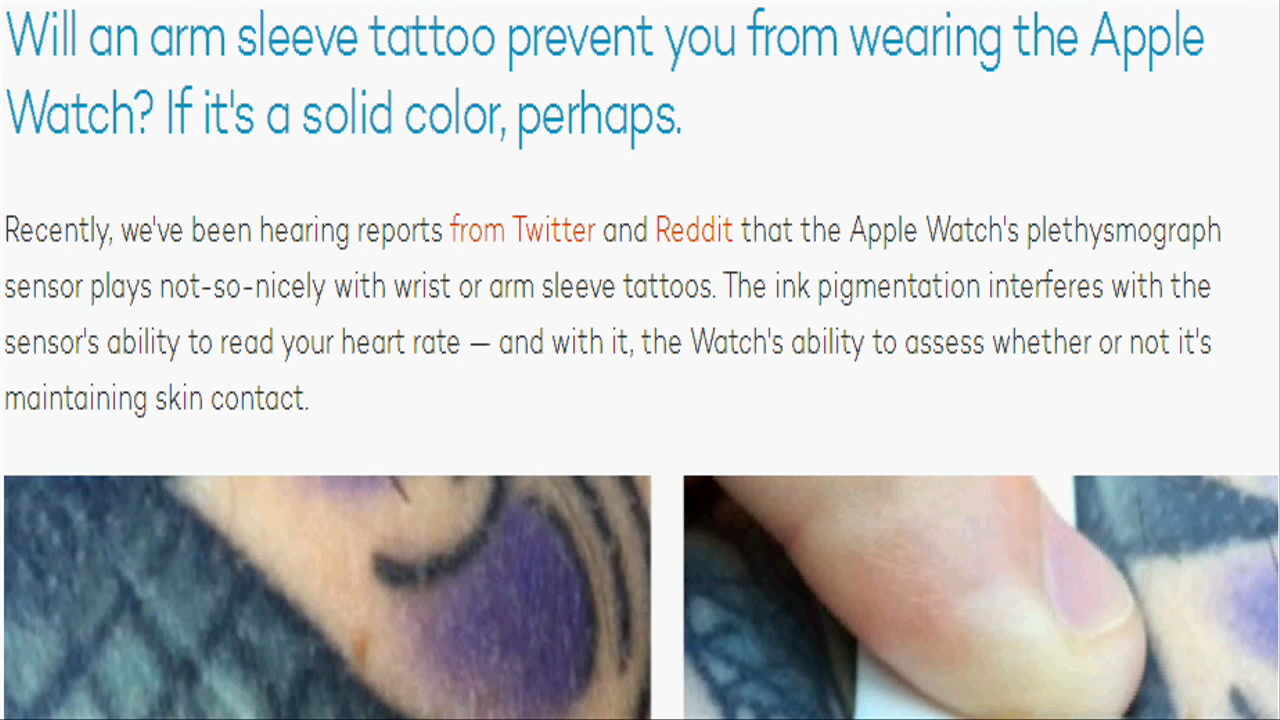 Will an arm sleeve tattoo prevent you from wearing the Apple
Watch? If it's a solid color, perhaps.
Recently, we've been hearing reports from Twitter and Reddit that the Apple Watch's plethysmograph
sensor plays not-so-nicely with wrist or arm sleeve tattoos. The ink pigmentation interferes with the
sensor's ability to read your heart rate — and with it, the Watch's ability to assess whether or not it's
maintaining skin contact.